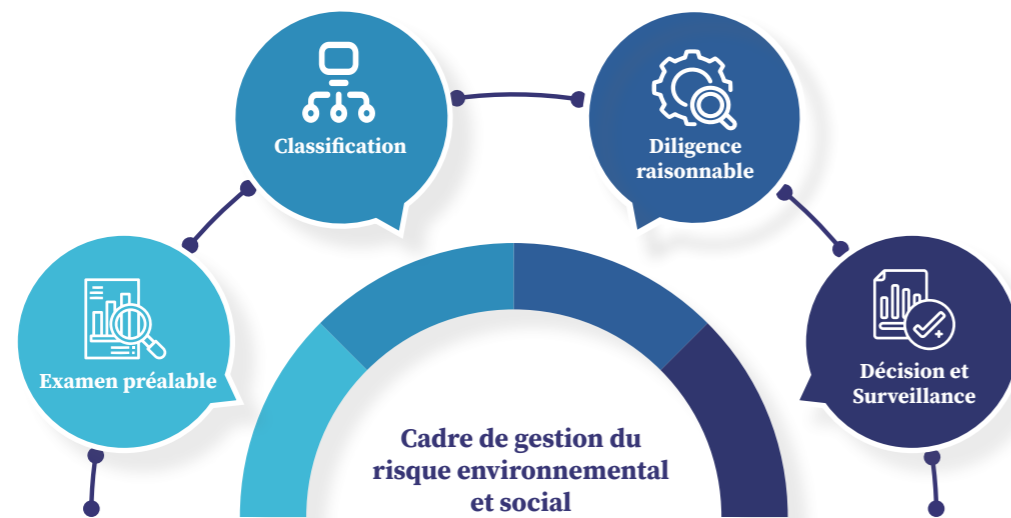 Classification
Diligence
raisonnable
Examen préalable
Décision et
Surveillance
Cadre de gestion du
risque environnemental
et social